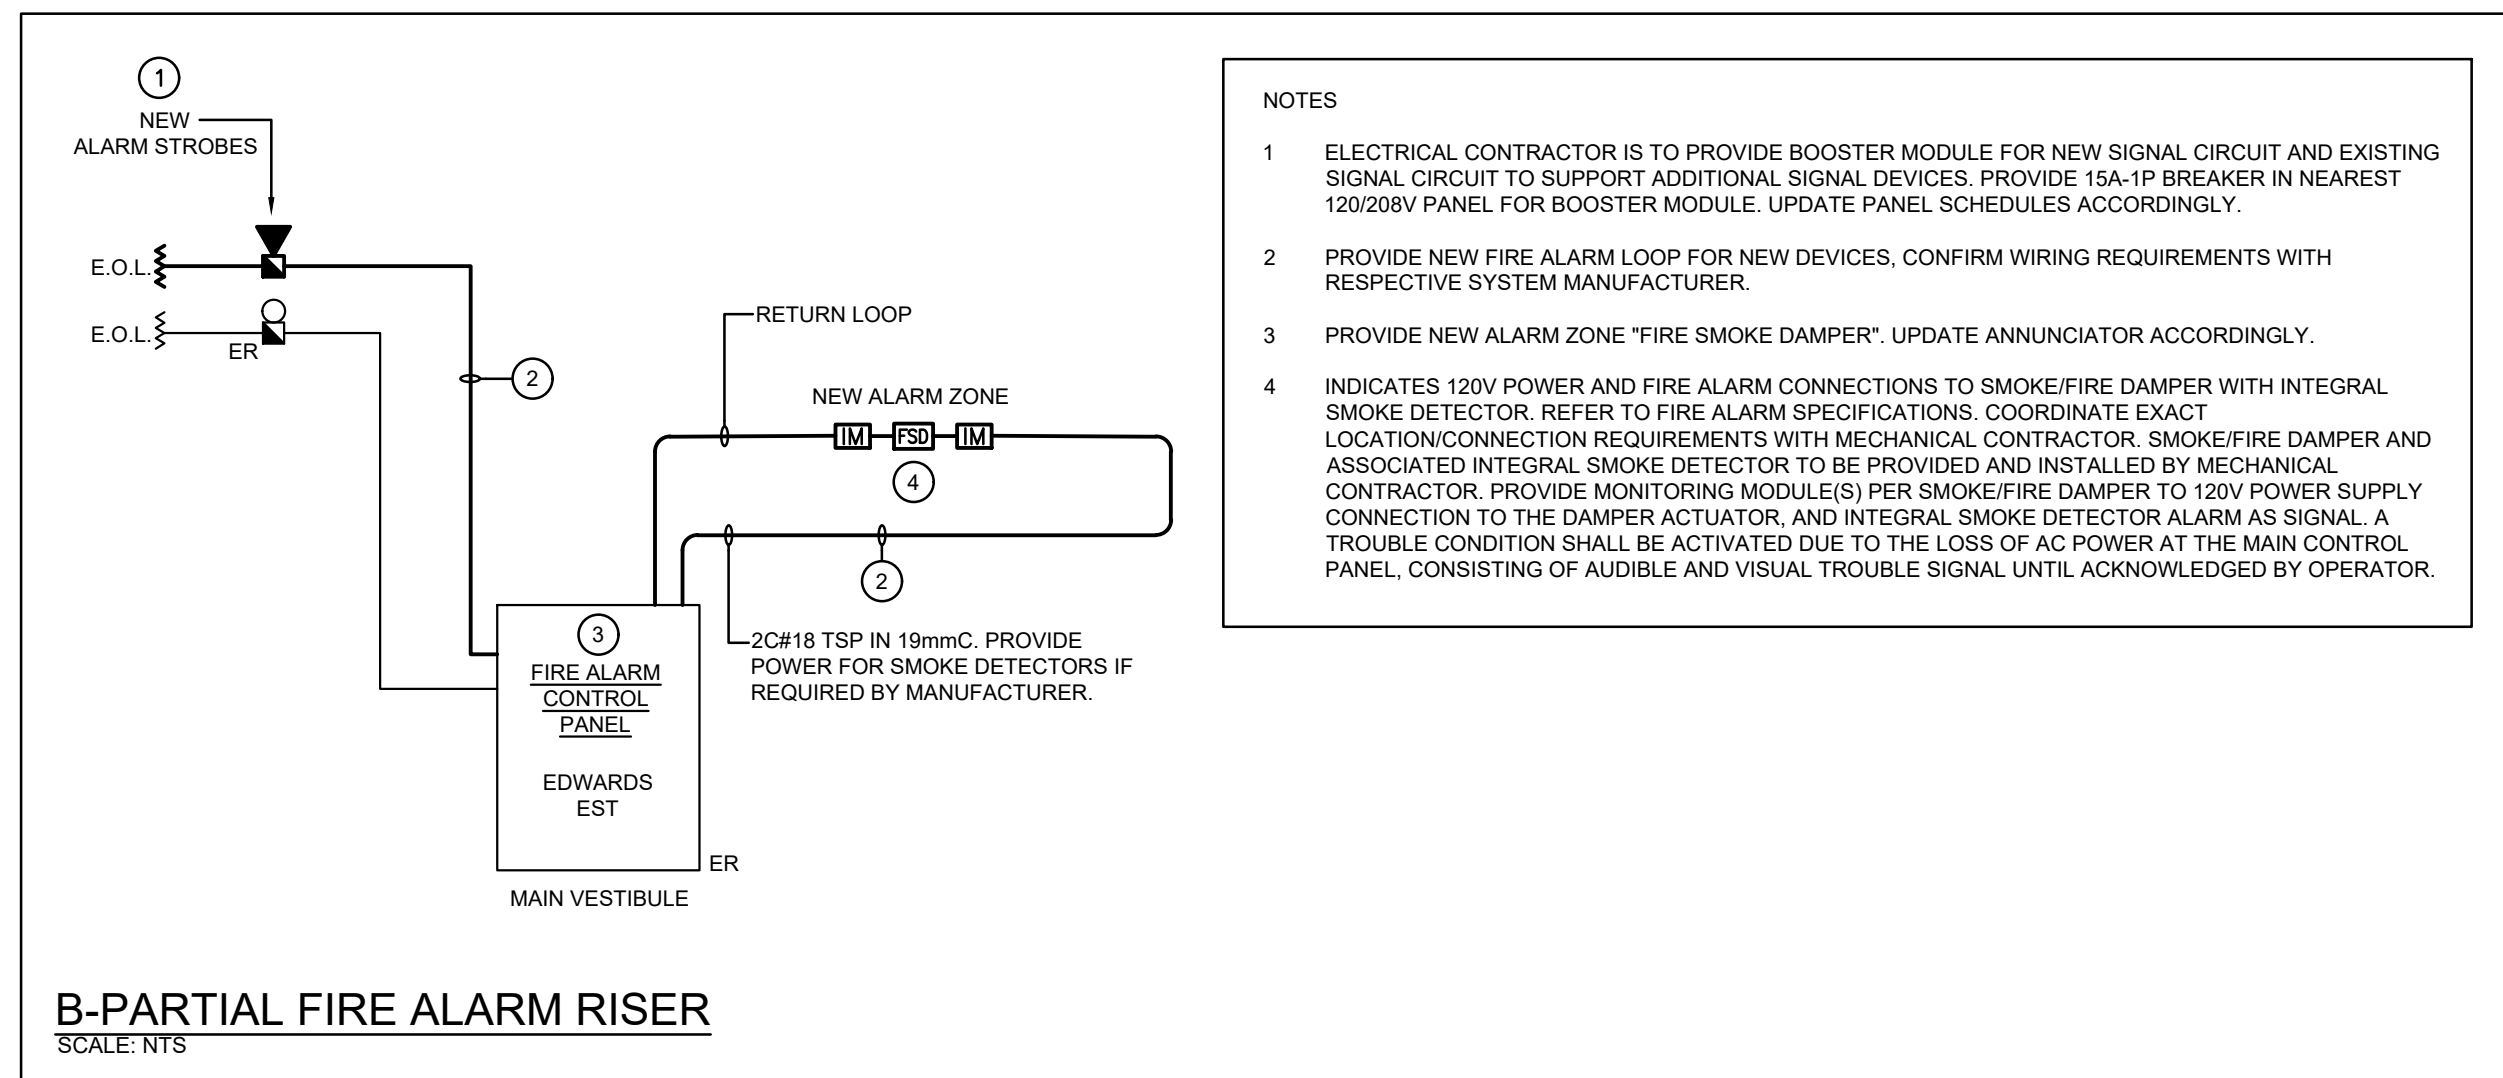 1
NEW
ALARM STROBES
E.O.L.
E.O.L.
ER
2
RETURN LOOP
NEW ALARM ZONE
IM
FSD
IM
4
2
2C#18 TSP IN 19mmC. PROVIDE
POWER FOR SMOKE DETECTORS IF
REQUIRED BY MANUFACTURER.
3
FIRE ALARM
CONTROL
PANEL
EDWARDS
EST
ER
MAIN VESTIBULE
B-PARTIAL FIRE ALARM RISER
SCALE: NTS
NOTES
1 ELECTRICAL CONTRACTOR IS TO PROVIDE BOOSTER MODULE FOR NEW SIGNAL CIRCUIT AND EXISTING
SIGNAL CIRCUIT TO SUPPORT ADDITIONAL SIGNAL DEVICES. PROVIDE 15A-1P BREAKER IN NEAREST
120/208V PANEL FOR BOOSTER MODULE. UPDATE PANEL SCHEDULES ACCORDINGLY.
2 PROVIDE NEW FIRE ALARM LOOP FOR NEW DEVICES, CONFIRM WIRING REQUIREMENTS WITH
RESPECTIVE SYSTEM MANUFACTURER.
3 PROVIDE NEW ALARM ZONE "FIRE SMOKE DAMPER". UPDATE ANNUNCIATOR ACCORDINGLY.
4 INDICATES 120V POWER AND FIRE ALARM CONNECTIONS TO SMOKE/FIRE DAMPER WITH INTEGRAL
SMOKE DETECTOR. REFER TO FIRE ALARM SPECIFICATIONS. COORDINATE EXACT
LOCATION/CONNECTION REQUIREMENTS WITH MECHANICAL CONTRACTOR. SMOKE/FIRE DAMPER AND
ASSOCIATED INTEGRAL SMOKE DETECTOR TO BE PROVIDED AND INSTALLED BY MECHANICAL
CONTRACTOR. PROVIDE MONITORING MODULE(S) PER SMOKE/FIRE DAMPER TO 120V POWER SUPPLY
CONNECTION TO THE DAMPER ACTUATOR, AND INTEGRAL SMOKE DETECTOR ALARM AS SIGNAL. A
TROUBLE CONDITION SHALL BE ACTIVATED DUE TO THE LOSS OF AC POWER AT THE MAIN CONTROL
PANEL, CONSISTING OF AUDIBLE AND VISUAL TROUBLE SIGNAL UNTIL ACKNOWLEDGED BY OPERATOR.